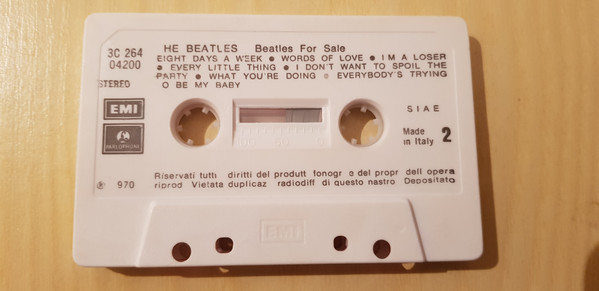 3C 264
04200
STEREO
HE BEATLES Beatles For Sale
EIGHT DAYS A WEEK ● WORDS OF LOVE ● I M A LOSER
● EVERY LITTLE THING ● I DON'T WANT TO SPOIL THE
PARTY ● WHAT YOU'RE DOING ● EVERYBODY'S TRYING
O BE MY BABY
EMI
PARLOPHONE
SIAE
Made
in Italy
2
Riservati tutti diritti del produtt fonogr e del propr dell opera
riprod Vietata duplicaz radiodiff di questo nastro Depositato
℗ 970
EMI